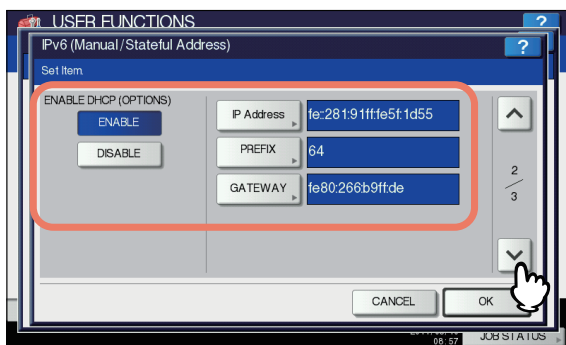 USER FUNCTIONS
?
IPv6 (Manual/Stateful Address)
?
Set Item.
ENABLE DHCP (OPTIONS)
ENABLE
DISABLE
IP Address
fe::281:91ff:fe5f:1d55
PREFIX
64
GATEWAY
fe80:266:b9ff:de
2
3
CANCEL
OK
08:57
JOB STATUS